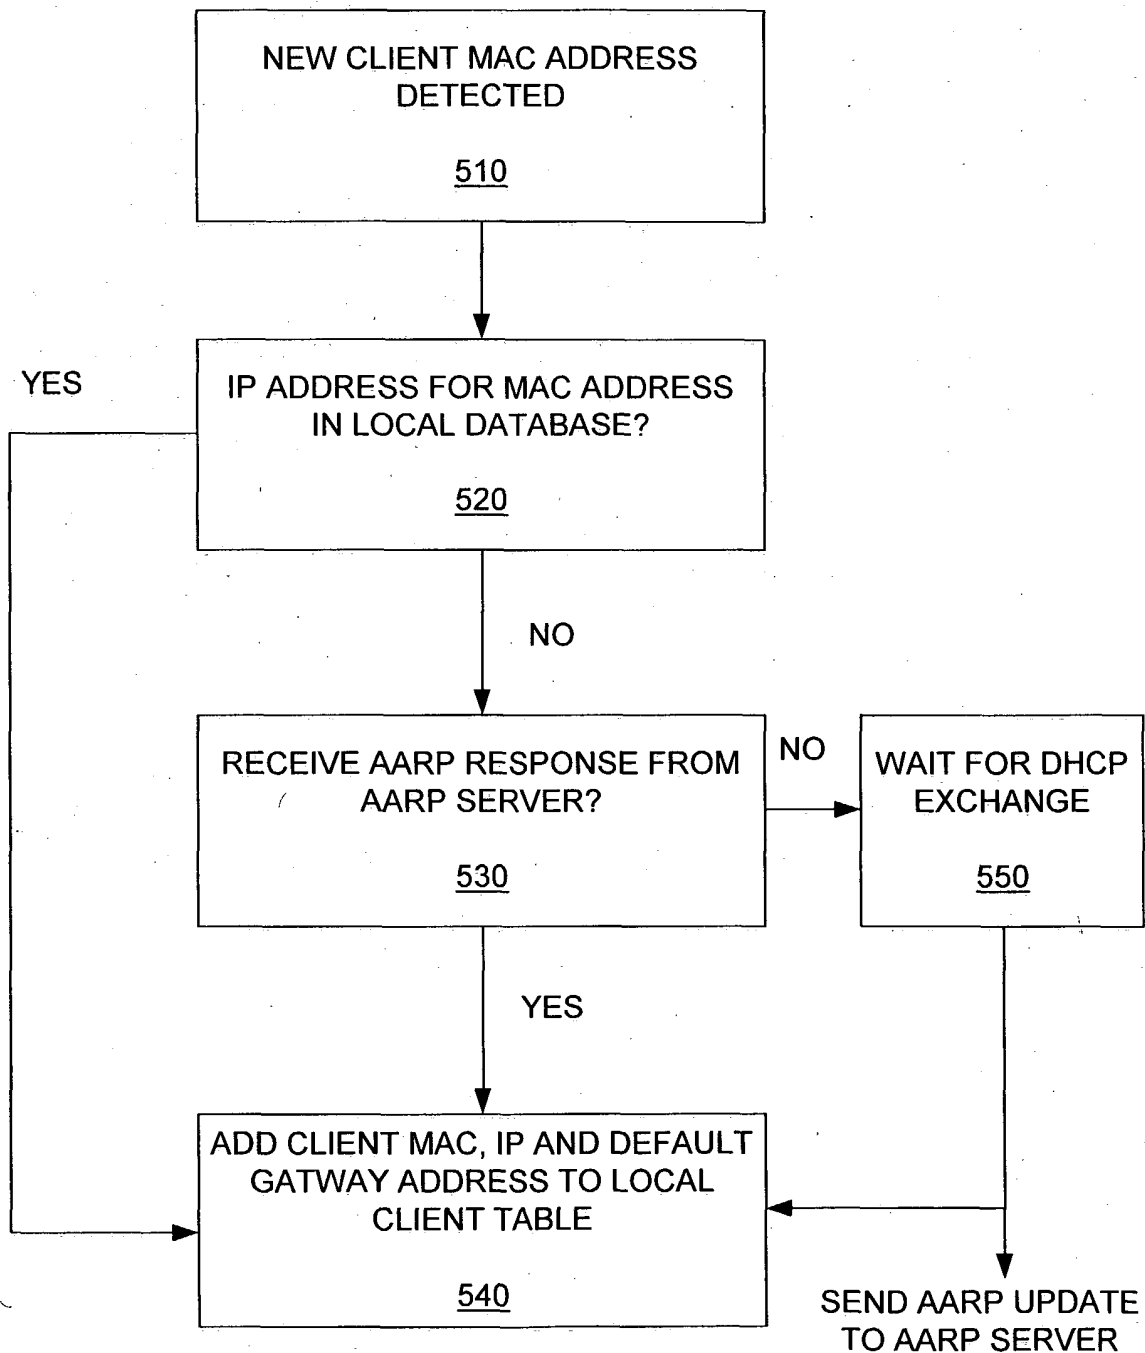 NEW CLIENT MAC ADDRESS
DETECTED
510
YES
IP ADDRESS FOR MAC ADDRESS
IN LOCAL DATABASE?
520
NO
RECEIVE AARP RESPONSE FROM
AARP SERVER?
530
NO
WAIT FOR DHCP
EXCHANGE
550
YES
ADD CLIENT MAC, IP AND DEFAULT
GATWAY ADDRESS TO LOCAL
CLIENT TABLE
540
SEND AARP UPDATE
TO AARP SERVER